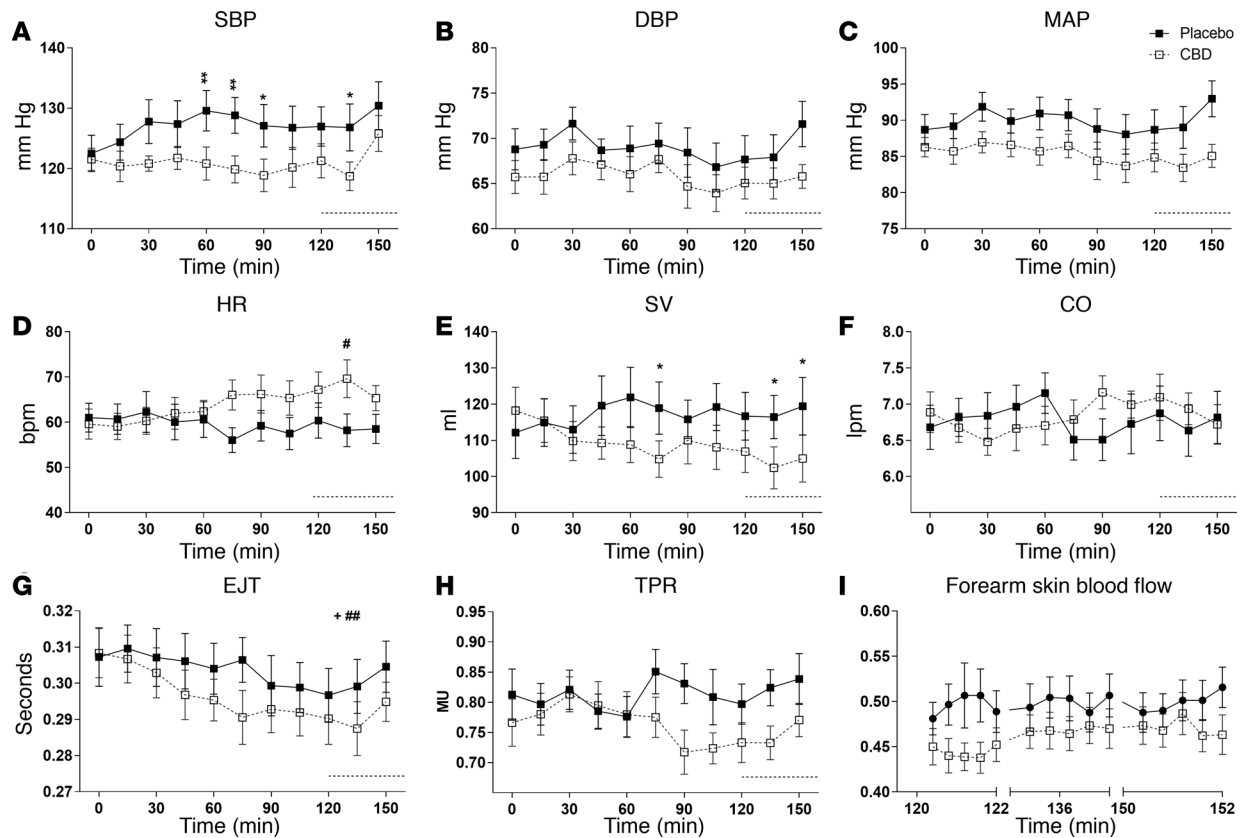 A SBP
mm Hg
140
130
120
110
0 30 60 90 120 150
Time (min)
** ** * *
B DBP
mm Hg
80
75
70
65
60
0 30 60 90 120 150
Time (min)
C MAP
mm Hg
100
95
90
85
80
75
0 30 60 90 120 150
Time (min)
Placebo
CBD
D HR
bpm
80
70
60
50
40
0 30 60 90 120 150
Time (min)
#
E SV
ml
140
130
120
110
100
90
0 30 60 90 120 150
Time (min)
* * *
F CO
lpm
8.0
7.5
7.0
6.5
6.0
0 30 60 90 120 150
Time (min)
G EJT
Seconds
0.32
0.31
0.30
0.29
0.28
0.27
0 30 60 90 120 150
Time (min)
+ ##
H TPR
MU
0.95
0.90
0.85
0.80
0.75
0.70
0 30 60 90 120 150
Time (min)
I Forearm skin blood flow
0.60
0.55
0.50
0.45
0.40
120 122 136 150 152
Time (min)